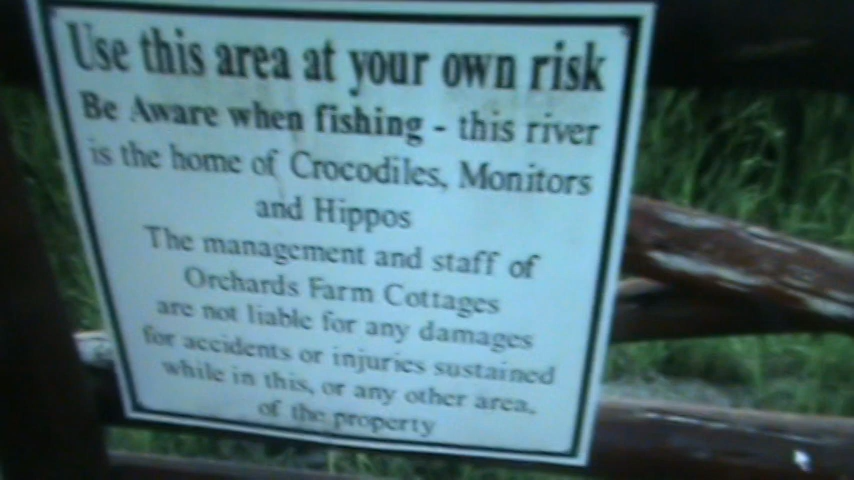 Use this area at your own risk
Be Aware when fishing - this river
is the home of Crocodiles, Monitors
and Hippos
The management and staff of
Orchards Farm Cottages
are not liable for any damages
for accidents or injuries sustained
while in this, or any other area,
of the property